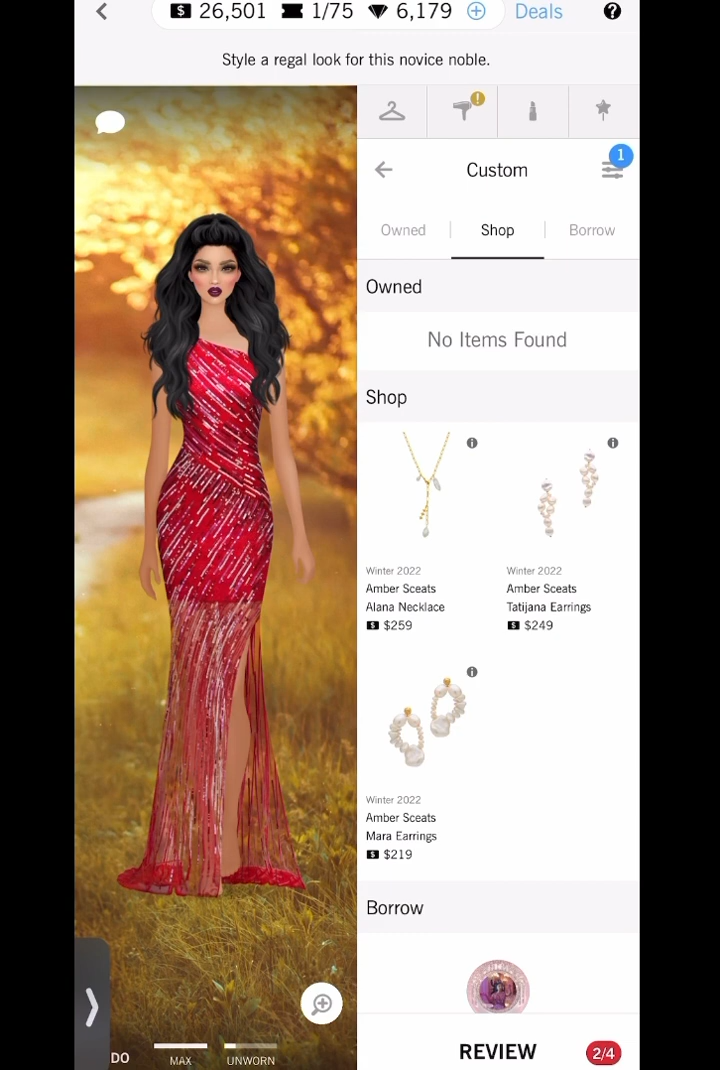 26,501 1/75 6,179 Deals ?
Style a regal look for this novice noble.
!
Custom
1
Owned Shop Borrow
Owned
No Items Found
Shop
Winter 2022
Amber Sceats
Alana Necklace
$ $259
Winter 2022
Amber Sceats
Tatijana Earrings
$ $249
Winter 2022
Amber Sceats
Mara Earrings
$ $219
Borrow
DO MAX UNWORN
REVIEW 2/4